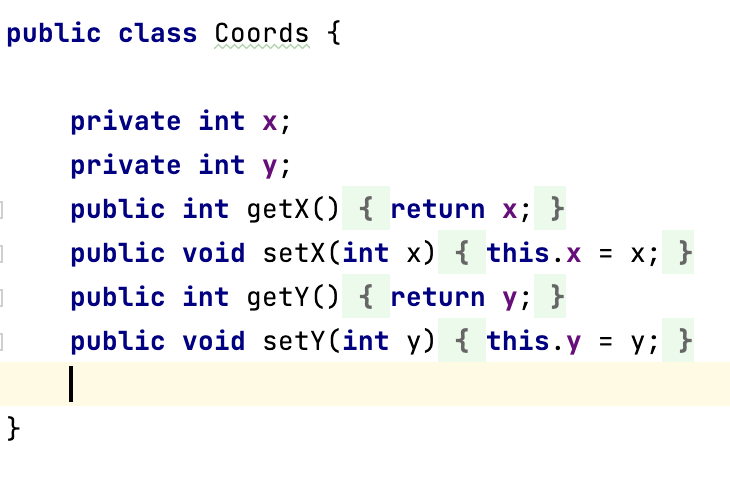 public class Coords {
private int x;
private int y;
public int getX() { return x; }
public void setX(int x) { this.x = x; }
public int getY() { return y; }
public void setY(int y) { this.y = y; }
}